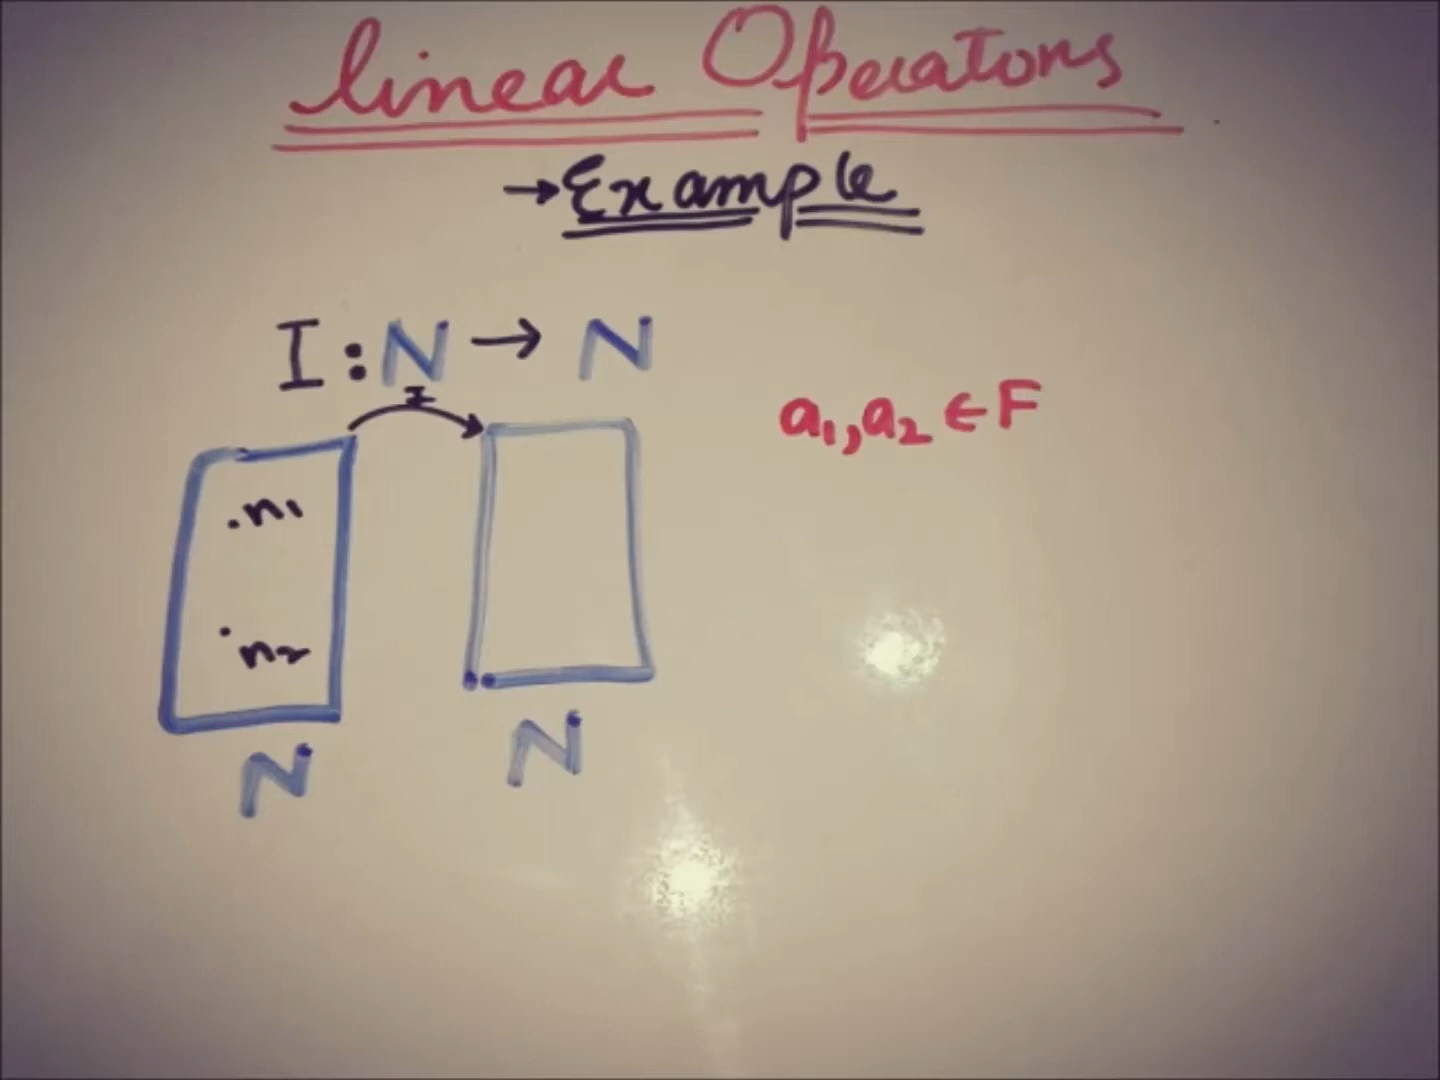 linear Operators
→Example
I : N → N
I
a1, a2 ∈ F
.n1
.n2
N
N